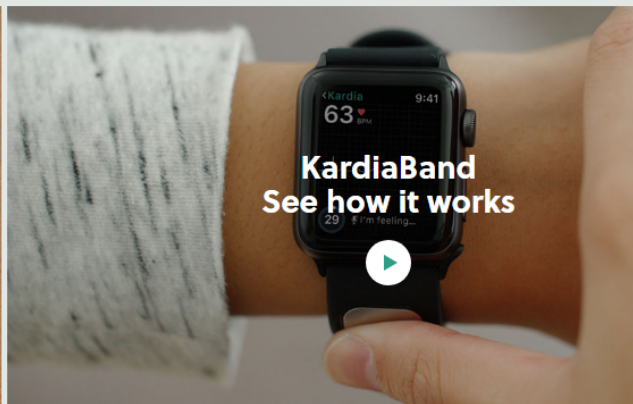 <Kardia 9:41
63 BPM
KardiaBand
See how it works
29 I'm feeling...